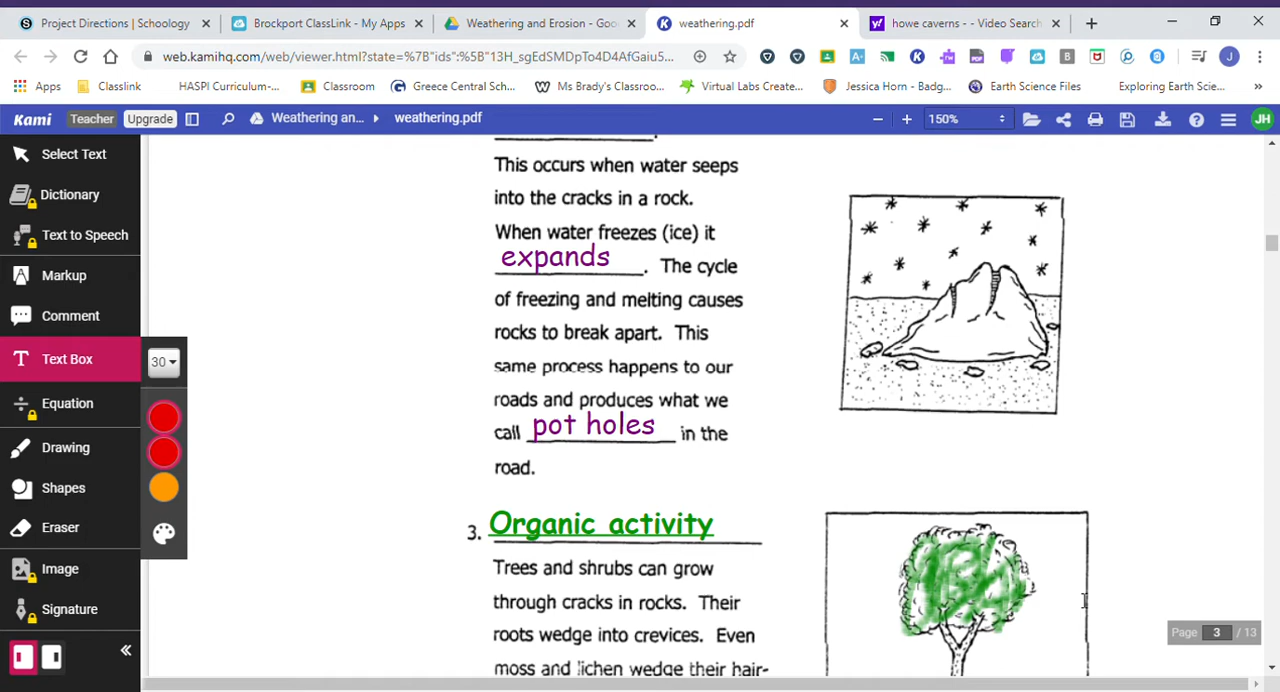 Project Directions | Schoology
Brockport ClassLink - My Apps
Weathering and Erosion - Goo
weathering.pdf
howe caverns - - Video Search
web.kamihq.com/web/viewer.html?state=%7B"ids":%5B"13H_sgEdSMDpTo4D4AfGaiu5...
Apps
Classlink
HASPI Curriculum-...
Classroom
Greece Central Sch...
Ms Brady's Classroo...
Virtual Labs Create...
Jessica Horn - Badg...
Earth Science Files
Exploring Earth Scie...
Kami
Teacher
Upgrade
Weathering an...
weathering.pdf
150%
JH
Select Text
Dictionary
Text to Speech
Markup
Comment
Text Box
Equation
Drawing
Shapes
Eraser
Image
Signature
30
This occurs when water seeps
into the cracks in a rock.
When water freezes (ice) it
expands. The cycle
of freezing and melting causes
rocks to break apart. This
same process happens to our
roads and produces what we
call pot holes in the
road.
3. Organic activity
Trees and shrubs can grow
through cracks in rocks. Their
roots wedge into crevices. Even
moss and lichen wedge their hair-
Page 3 / 13